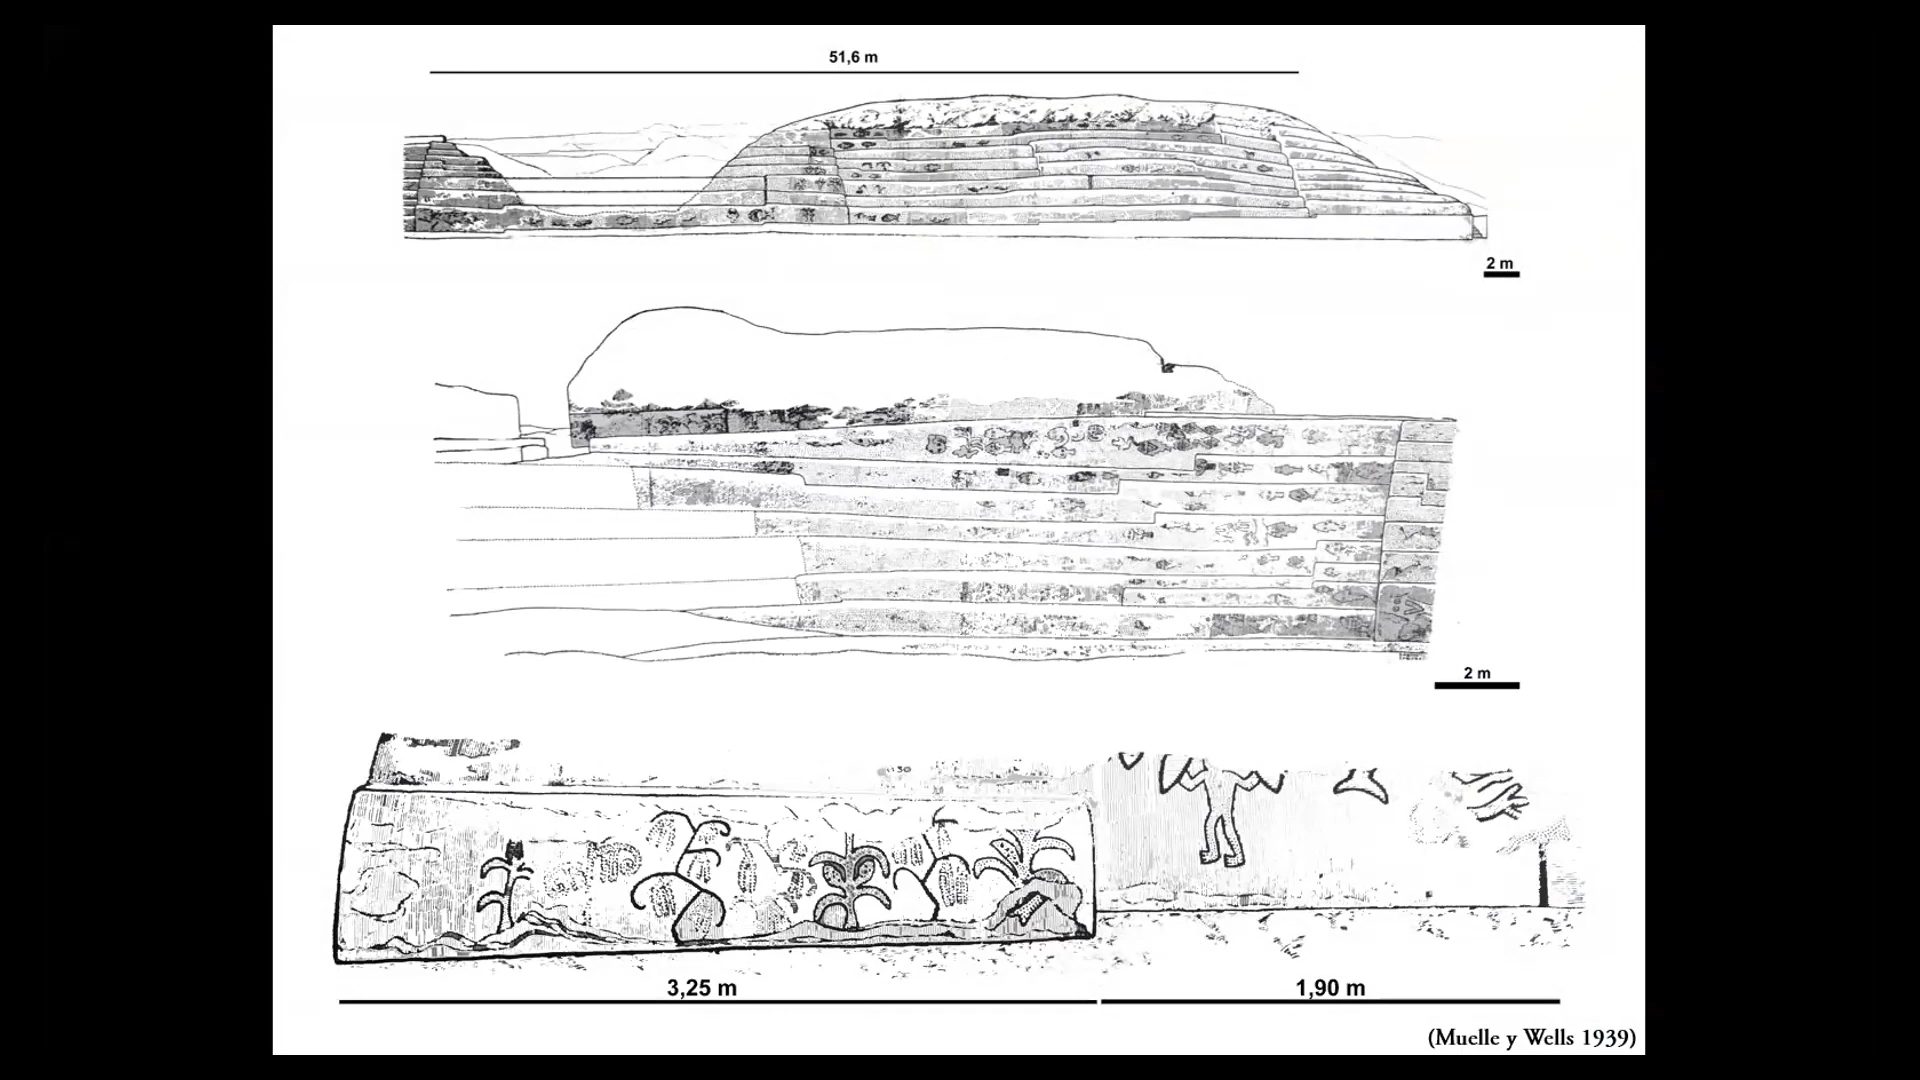 51,6 m
2 m
2 m
3,25 m
1,90 m
(Muelle y Wells 1939)